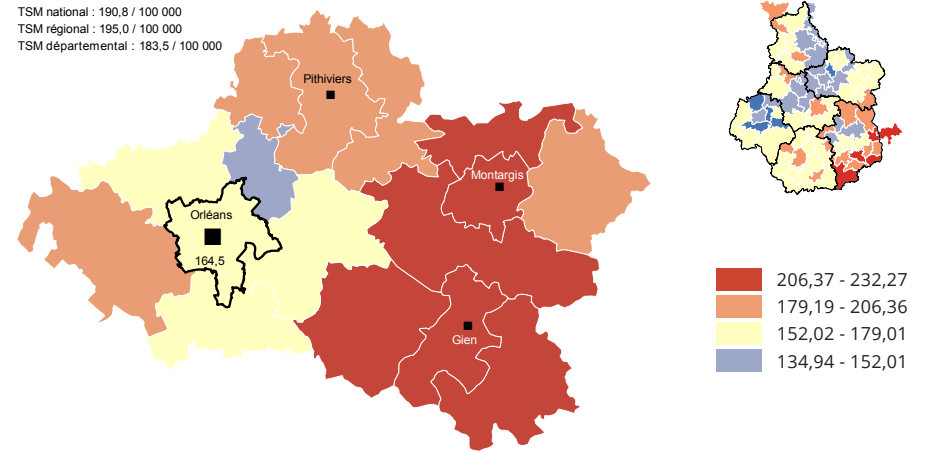 TSM national : 190,8 / 100 000
TSM régional : 195,0 / 100 000
TSM départemental : 183,5 / 100 000
Pithiviers
Montargis
Orléans
164,5
Gien
206,37 - 232,27
179,19 - 206,36
152,02 - 179,01
134,94 - 152,01